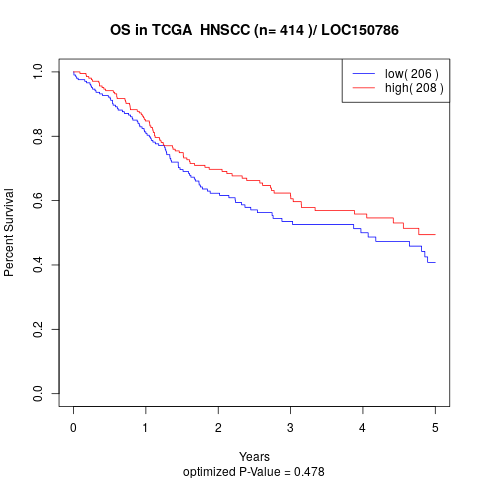 OS in TCGA  HNSCC (n= 414 )/ LOC150786
low( 206 )
high( 208 )
Percent Survival
1.0
0.8
0.6
0.4
0.2
0.0
0 1 2 3 4 5
Years
optimized P-Value = 0.478